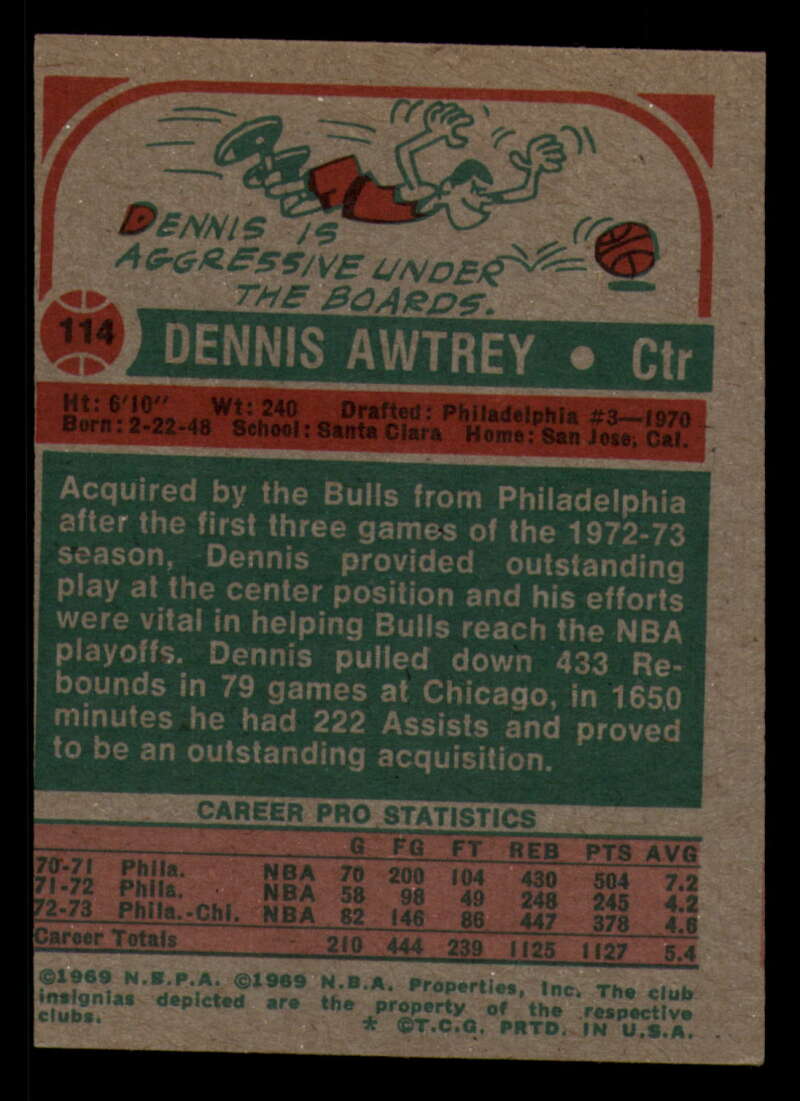 DENNIS IS
AGGRESSIVE UNDER
THE BOARDS.
114
DENNIS AWTREY • Ctr
Ht: 6'10" Wt: 240 Drafted: Philadelphia #3—1970
Born: 2-22-48 School: Santa Clara Home: San Jose, Cal.
Acquired by the Bulls from Philadelphia
after the first three games of the 1972-73
season, Dennis provided outstanding
play at the center position and his efforts
were vital in helping Bulls reach the NBA
playoffs. Dennis pulled down 433 Re-
bounds in 79 games at Chicago, in 1650
minutes he had 222 Assists and proved
to be an outstanding acquisition.
CAREER PRO STATISTICS
G FG FT REB PTS AVG
70-71 Phila. NBA 70 200 104 430 504 7.2
71-72 Phila. NBA 58 98 49 248 245 4.2
72-73 Phila.-Chi. NBA 82 146 86 447 378 4.6
Career Totals 210 444 239 1125 1127 5.4
©1969 N.B.P.A. ©1969 N.B.A. Properties, Inc. The club
insignias depicted are the property of the respective
clubs. * ©T.C.G. PRTD. IN U.S.A.